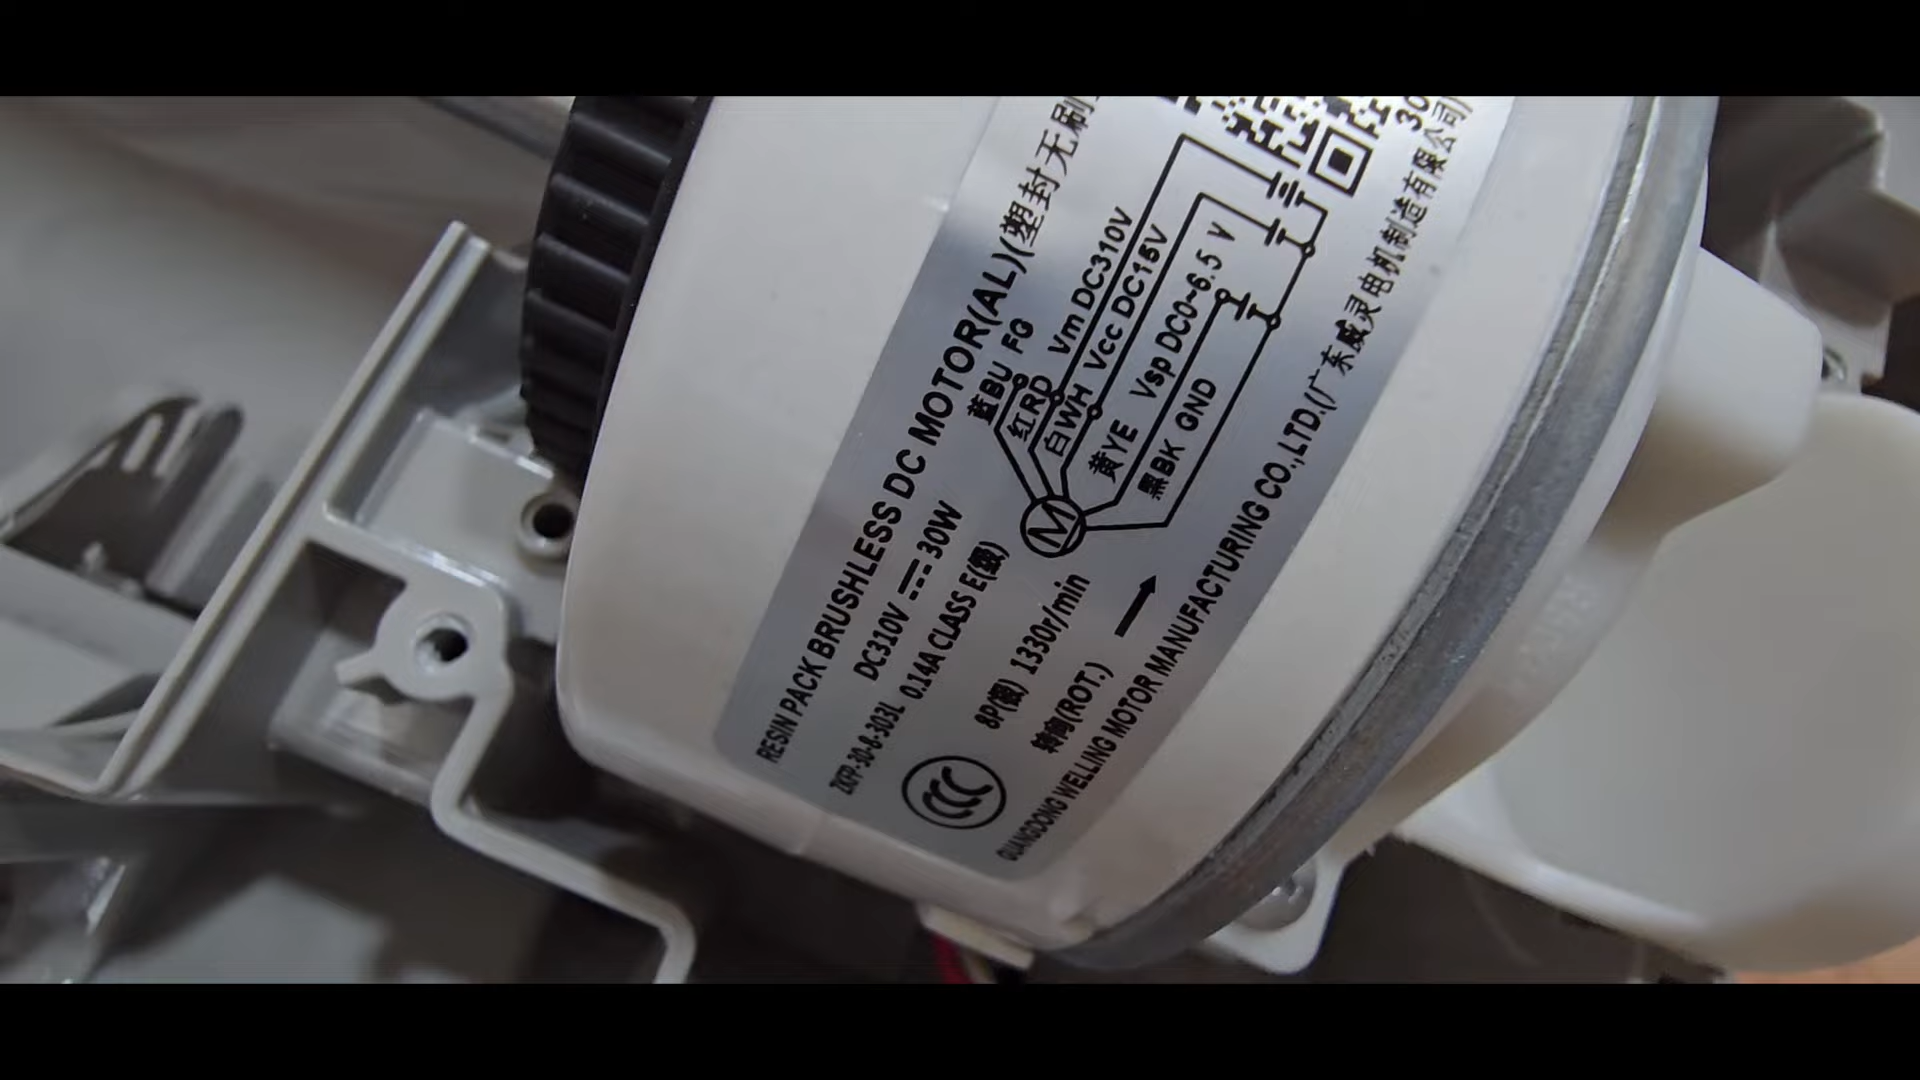 RESIN PACK BRUSHLESS DC MOTOR(AL)(塑封无刷
DC310V 30W
ZKFP-30-8-303L 0.14A CLASS E(级)
8P(极) 1330r/min
转向(ROT.)
蓝BU FG
红RD Vm DC310V
白WH Vcc DC15V
黄YE Vsp DC0~6.5 V
黑BK GND
M
CCC
GUANGDONG WELLING MOTOR MANUFACTURING CO.,LTD.(广东威灵电机制造有限公司)
30